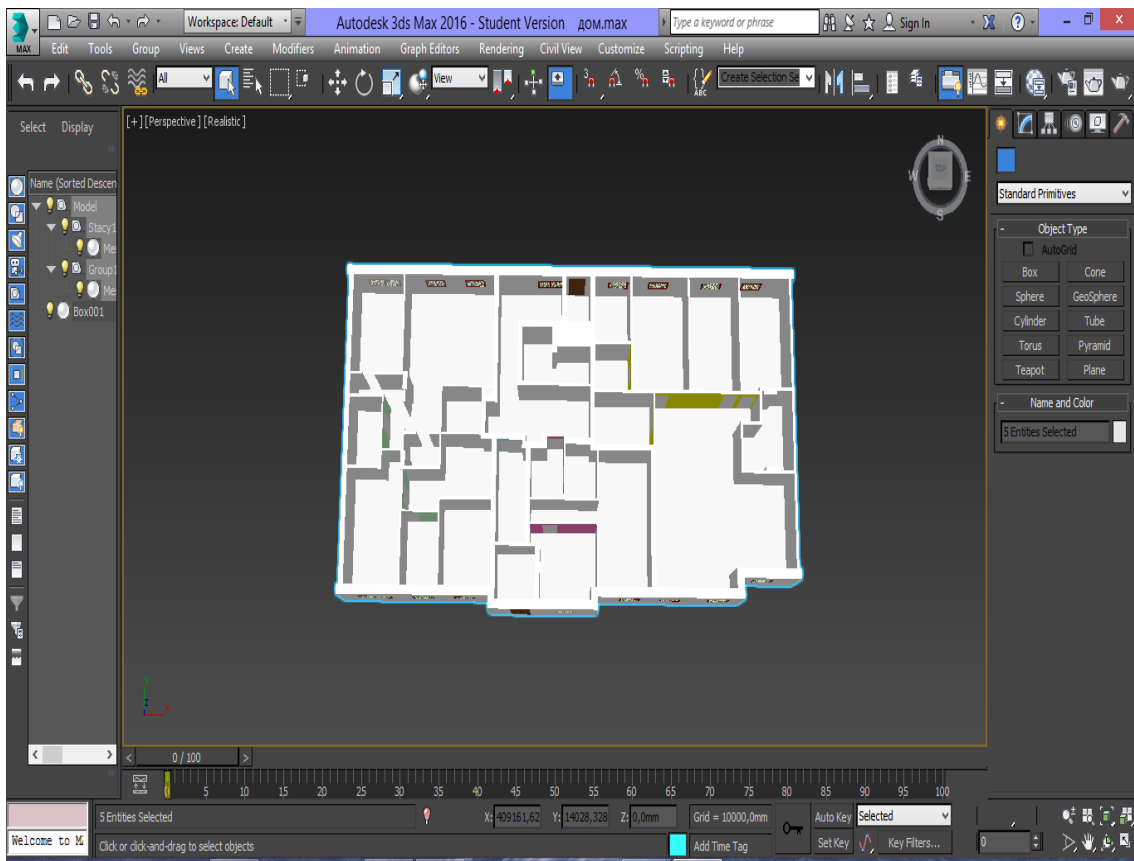 Workspace: Default
Autodesk 3ds Max 2016 - Student Version дом.max
Type a keyword or phrase
Sign In
MAX
Edit Tools Group Views Create Modifiers Animation Graph Editors Rendering Civil View Customize Scripting Help
All
View
Create Selection Se
Select Display
[+] [Perspective] [Realistic]
Name (Sorted Descen
Model
Stacy1
Me
Group1
Me
Box001
N
W TOP E
S
Standard Primitives
- Object Type
AutoGrid
Box Cone
Sphere GeoSphere
Cylinder Tube
Torus Pyramid
Teapot Plane
- Name and Color
5 Entities Selected
y
z x
< 0 / 100 >
0 5 10 15 20 25 30 35 40 45 50 55 60 65 70 75 80 85 90 95 100
5 Entities Selected X: 409161,62 Y: 14028,328 Z: 0,0mm Grid = 10000,0mm Auto Key Selected
Welcome to M Click or click-and-drag to select objects Add Time Tag Set Key Key Filters... 0